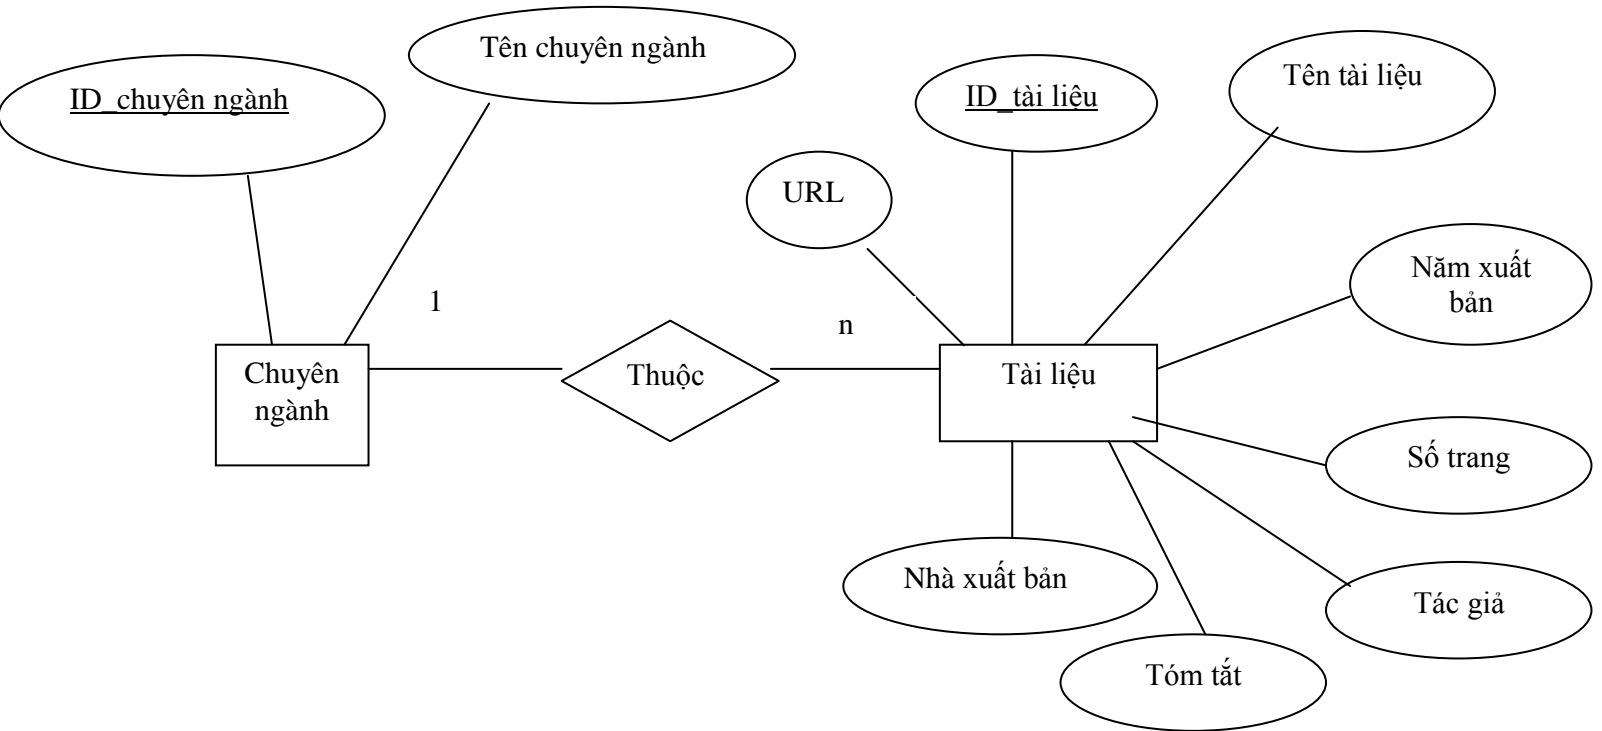 Tên chuyên ngành
ID_chuyên ngành
ID_tài liệu
Tên tài liệu
URL
Năm xuất
bản
1
n
Chuyên
ngành
Thuộc
Tài liệu
Số trang
Nhà xuất bản
Tác giả
Tóm tắt